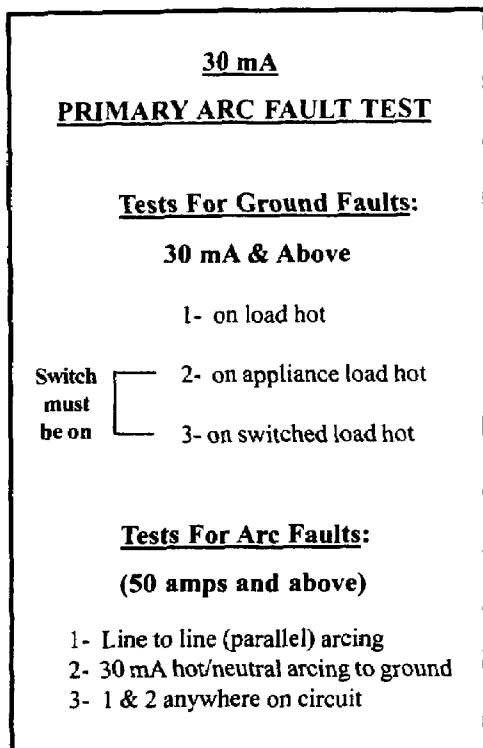 30 mA
PRIMARY ARC FAULT TEST
Tests For Ground Faults:
30 mA & Above
1- on load hot
Switch must be on
2- on appliance load hot
3- on switched load hot
Tests For Arc Faults:
(50 amps and above)
1- Line to line (parallel) arcing
2- 30 mA hot/neutral arcing to ground
3- 1 & 2 anywhere on circuit